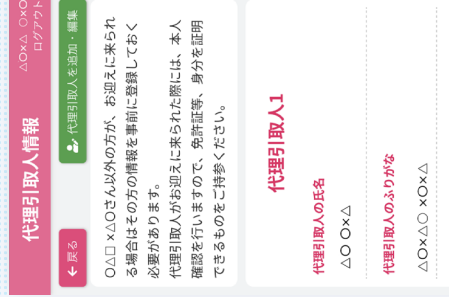 代理引取人情報
△○×△ ○×○
ログアウト
戻る
代理引取人を追加・編集
○△□ ×△○さん以外の方が、お迎えに来られ
る場合はその方の情報を事前に登録しておく
必要があります。
代理引取人がお迎えに来られた際には、本人
確認を行いますので、免許証等、身分を証明
できるものをご持参ください。
代理引取人1
代理引取人の氏名
△○ ○×△
代理引取人のふりがな
△○×△○ ×○×△